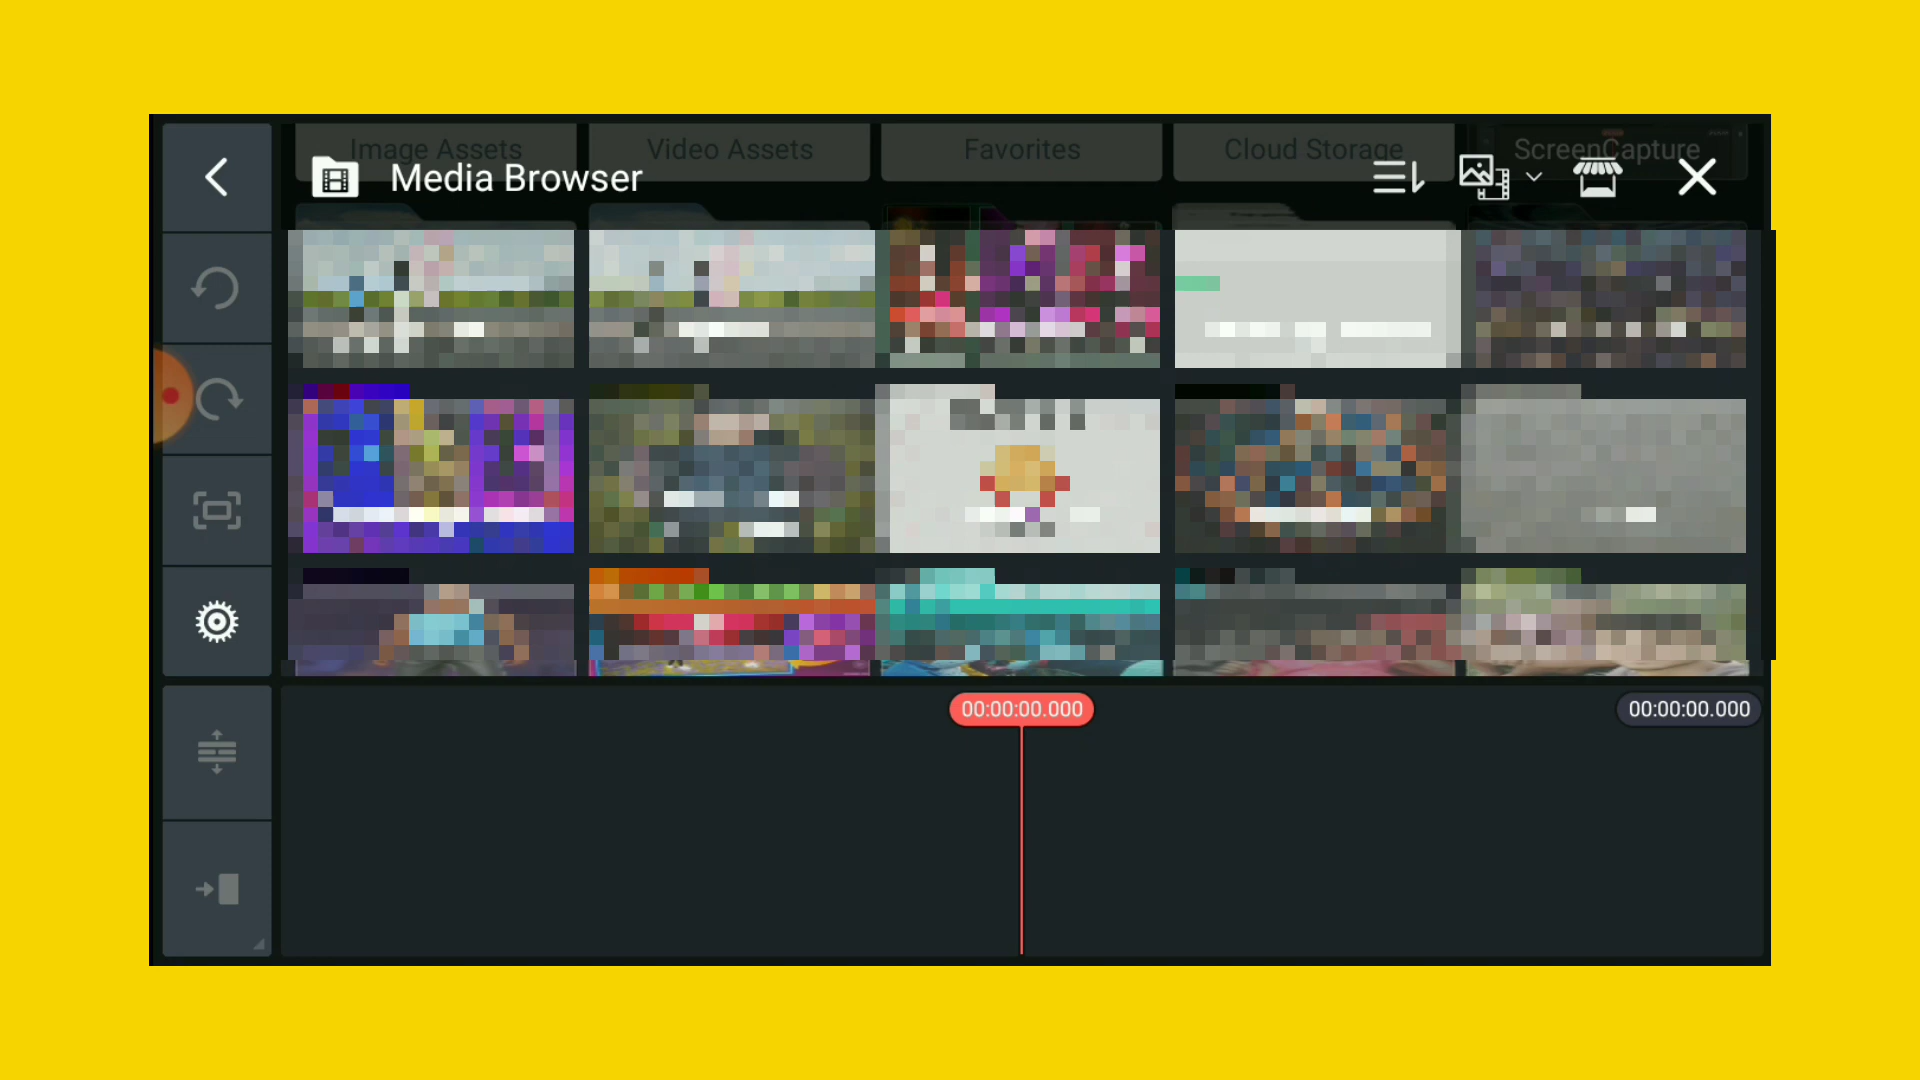 Image Assets Video Assets Favorites Cloud Storage ScreenCapture
Media Browser
00:00:00.000 00:00:00.000